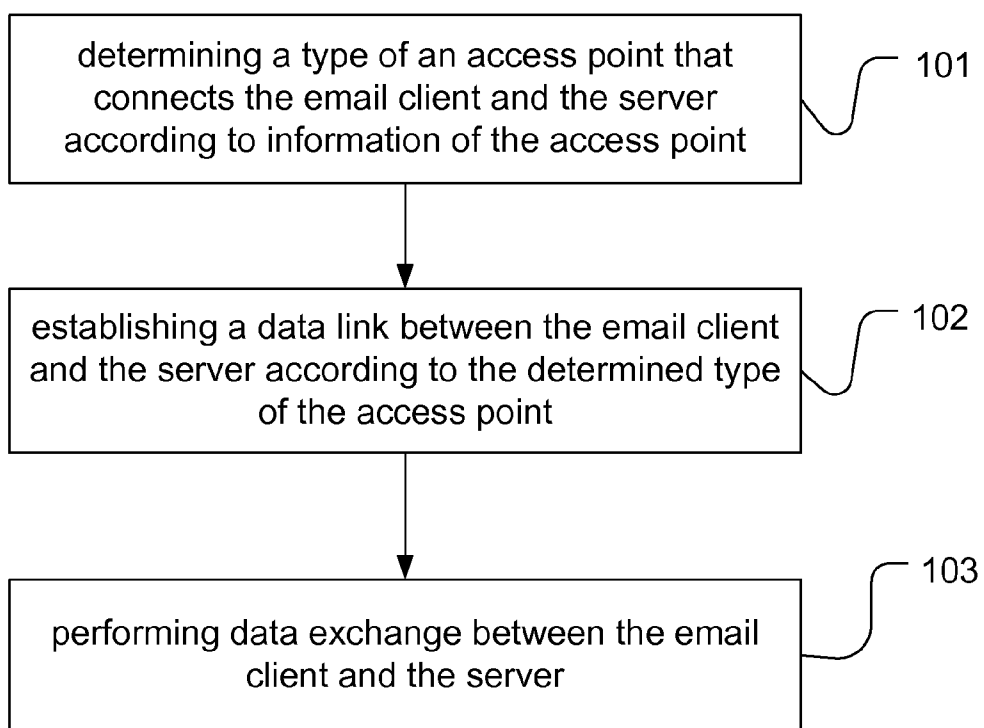 determining a type of an access point that
connects the email client and the server
according to information of the access point
101
establishing a data link between the email client
and the server according to the determined type
of the access point
102
performing data exchange between the email
client and the server
103